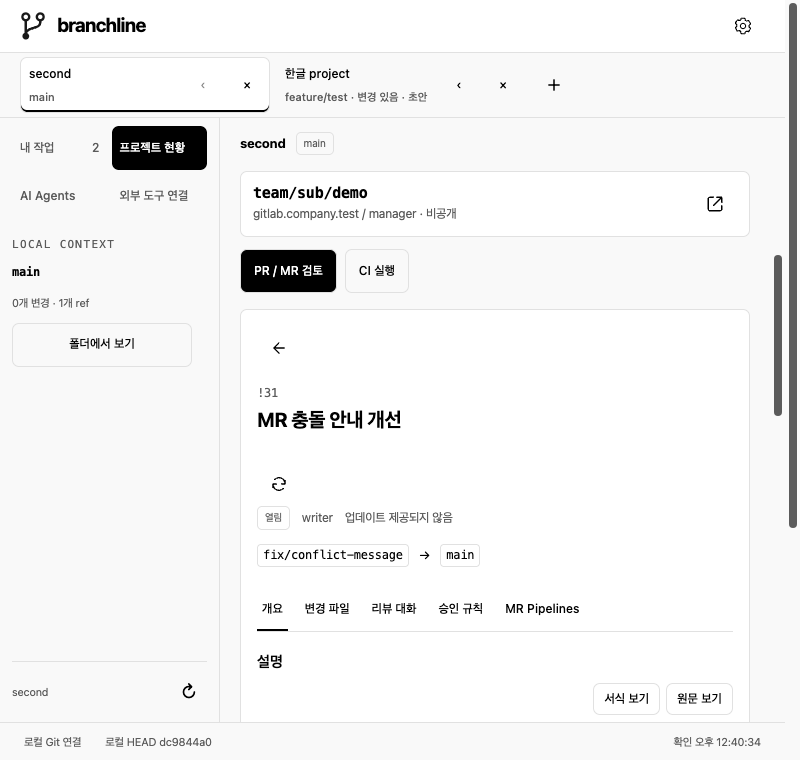 branchline
second
main
한글 project
feature/test · 변경 있음 · 초안
내 작업 2
프로젝트 현황
AI Agents
외부 도구 연결
LOCAL CONTEXT
main
0개 변경 · 1개 ref
폴더에서 보기
second
second main
team/sub/demo
gitlab.company.test / manager · 비공개
PR / MR 검토
CI 실행
!31
MR 충돌 안내 개선
열림 writer 업데이트 제공되지 않음
fix/conflict-message → main
개요 변경 파일 리뷰 대화 승인 규칙 MR Pipelines
설명
서식 보기 원문 보기
로컬 Git 연결 로컬 HEAD dc9844a0 확인 오후 12:40:34